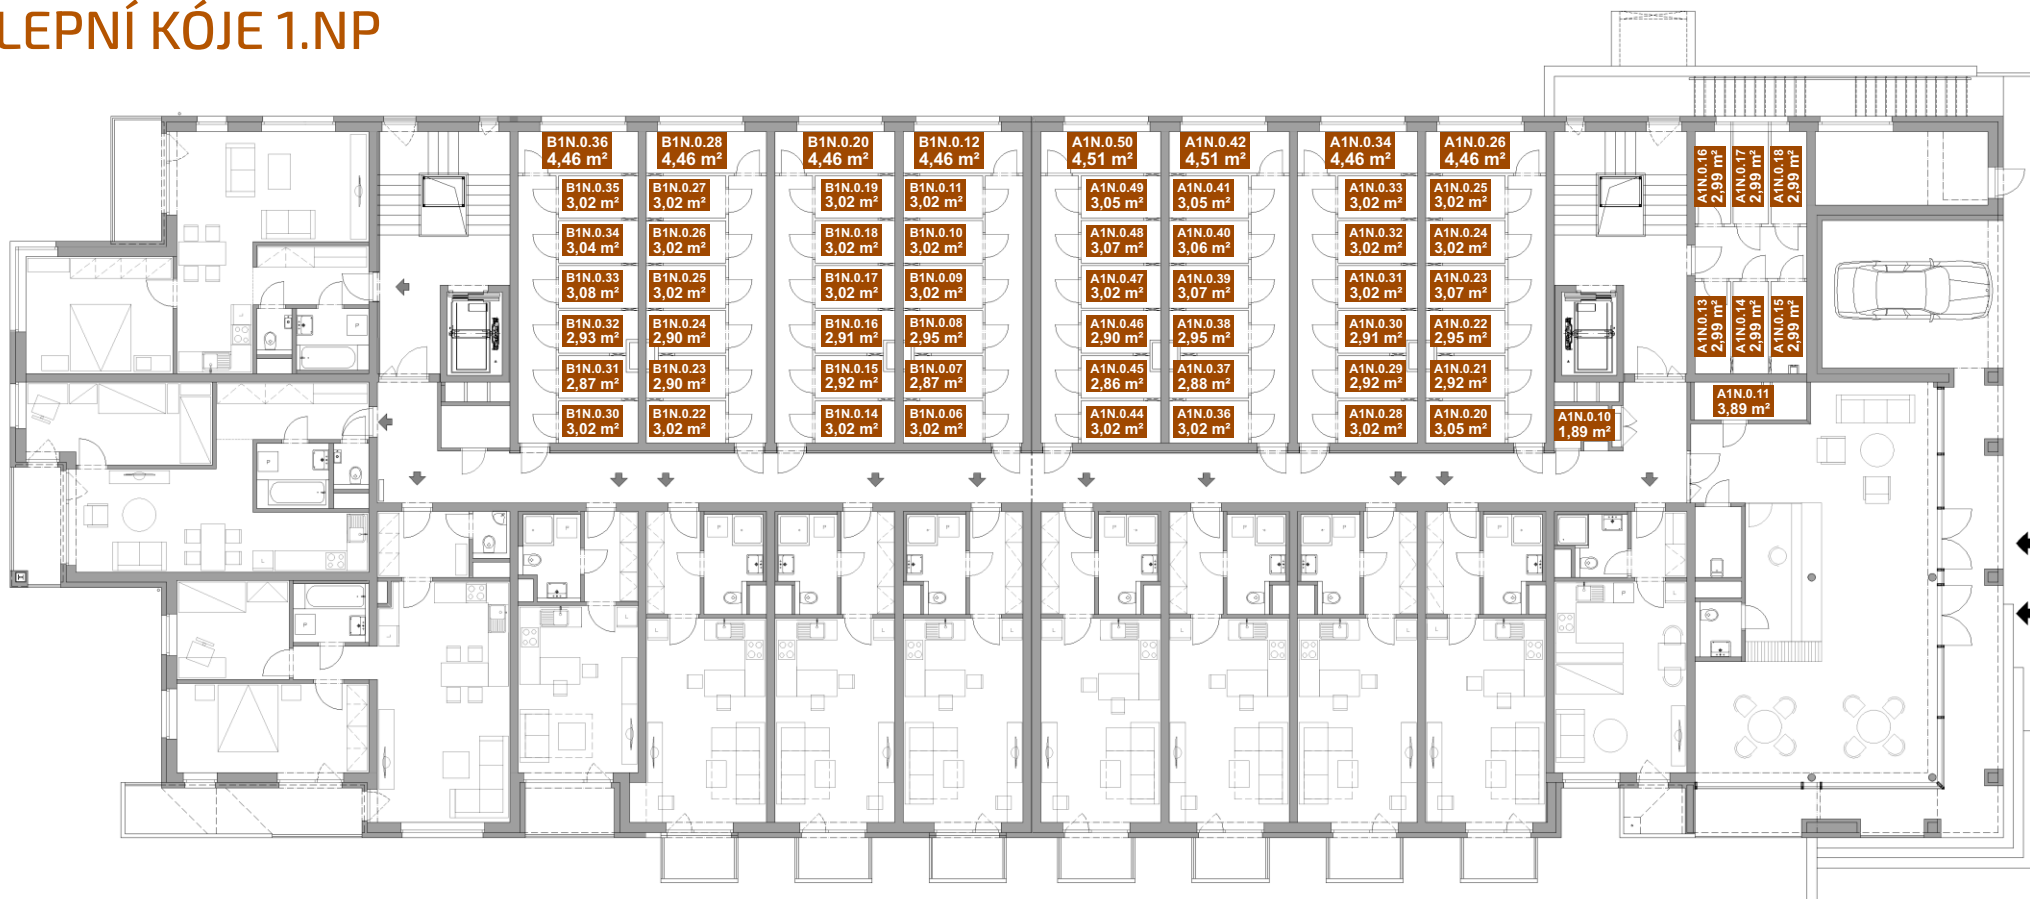 LEPNÍ KÓJE 1.NP
B1N.0.36
4,46 m²
B1N.0.28
4,46 m²
B1N.0.20
4,46 m²
B1N.0.12
4,46 m²
A1N.0.50
4,51 m²
A1N.0.42
4,51 m²
A1N.0.34
4,46 m²
A1N.0.26
4,46 m²
B1N.0.35
3,02 m²
B1N.0.27
3,02 m²
B1N.0.19
3,02 m²
B1N.0.11
3,02 m²
A1N.0.49
3,05 m²
A1N.0.41
3,05 m²
A1N.0.33
3,02 m²
A1N.0.25
3,02 m²
B1N.0.34
3,04 m²
B1N.0.26
3,02 m²
B1N.0.18
3,02 m²
B1N.0.10
3,02 m²
A1N.0.48
3,07 m²
A1N.0.40
3,06 m²
A1N.0.32
3,02 m²
A1N.0.24
3,02 m²
B1N.0.33
3,08 m²
B1N.0.25
3,02 m²
B1N.0.17
3,02 m²
B1N.0.09
3,02 m²
A1N.0.47
3,02 m²
A1N.0.39
3,07 m²
A1N.0.31
3,02 m²
A1N.0.23
3,07 m²
B1N.0.32
2,93 m²
B1N.0.24
2,90 m²
B1N.0.16
2,91 m²
B1N.0.08
2,95 m²
A1N.0.46
2,90 m²
A1N.0.38
2,95 m²
A1N.0.30
2,91 m²
A1N.0.22
2,95 m²
B1N.0.31
2,87 m²
B1N.0.23
2,90 m²
B1N.0.15
2,92 m²
B1N.0.07
2,87 m²
A1N.0.45
2,86 m²
A1N.0.37
2,88 m²
A1N.0.29
2,92 m²
A1N.0.21
2,92 m²
B1N.0.30
3,02 m²
B1N.0.22
3,02 m²
B1N.0.14
3,02 m²
B1N.0.06
3,02 m²
A1N.0.44
3,02 m²
A1N.0.36
3,02 m²
A1N.0.28
3,02 m²
A1N.0.20
3,05 m²
A1N.0.16
2,99 m²
A1N.0.17
2,99 m²
A1N.0.18
2,99 m²
A1N.0.13
2,99 m²
A1N.0.14
2,99 m²
A1N.0.15
2,99 m²
A1N.0.11
3,89 m²
A1N.0.10
1,89 m²